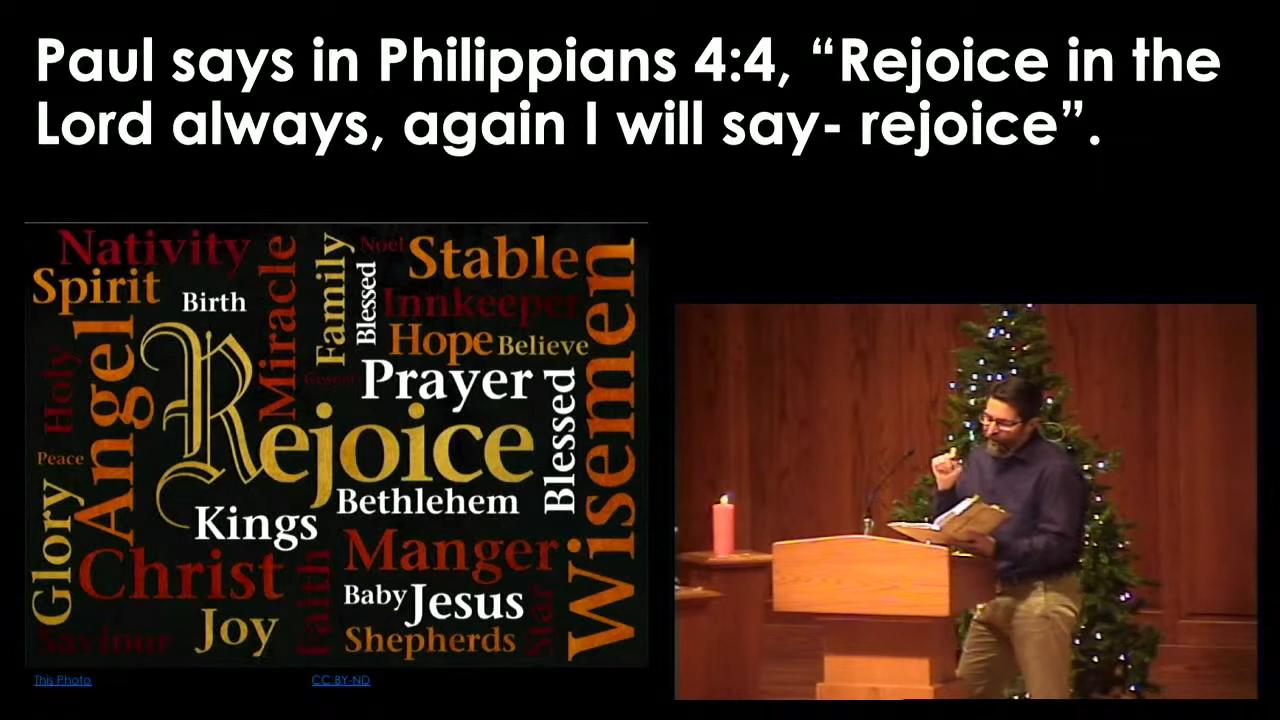 Paul says in Philippians 4:4, “Rejoice in the
Lord always, again I will say- rejoice”.
Nativity
Spirit
Birth
Miracle
Family
Noel
Blessed
Stable
Innkeeper
Hope
Believe
Wisemen
Holy
Angel
Prayer
Rejoice
Blessed
Peace
Glory
Kings
Bethlehem
Christ
Faith
Manger
Baby
Jesus
Star
Saviour
Joy
Shepherds
This Photo
CC BY-ND